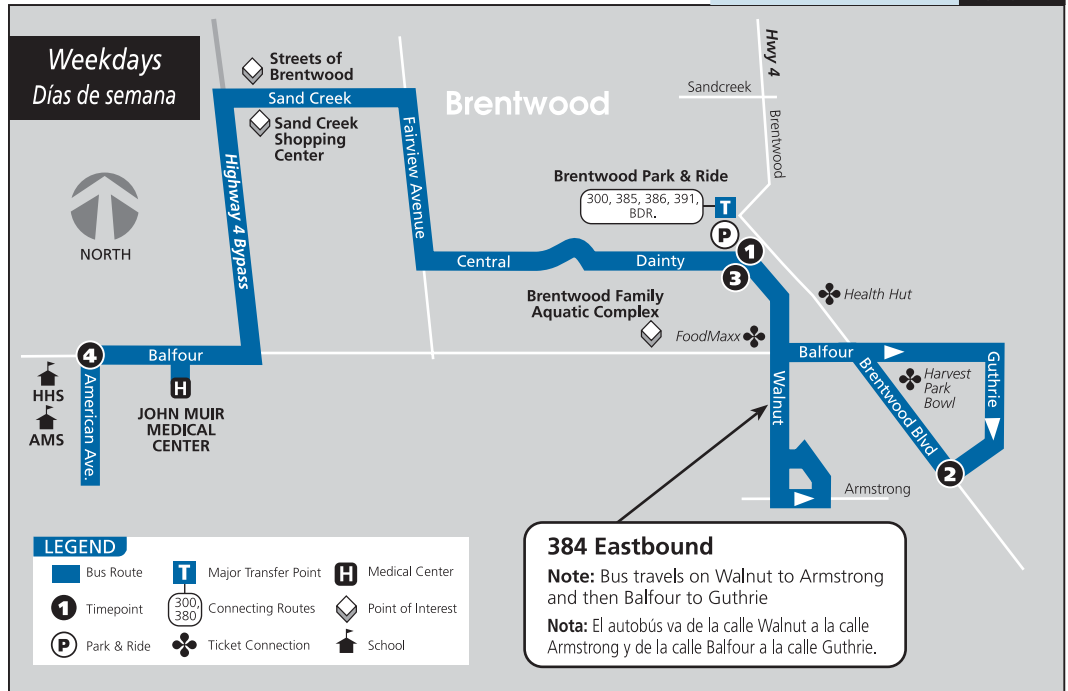 Weekdays
Días de semana
Streets of
Brentwood
Sand Creek
Sand Creek
Shopping
Center
Brentwood
Hwy 4
Sandcreek
Brentwood
Fairview Avenue
Highway 4 Bypass
NORTH
Brentwood Park & Ride
300, 385, 386, 391,
BDR.
T
P
1
3
Central
Dainty
Brentwood Family
Aquatic Complex
Health Hut
FoodMaxx
4
Balfour
H
JOHN MUIR
MEDICAL
CENTER
HHS
AMS
American Ave.
Balfour
Guthrie
Harvest
Park
Bowl
Brentwood Blvd
Walnut
2
Armstrong
384 Eastbound
Note: Bus travels on Walnut to Armstrong
and then Balfour to Guthrie
Nota: El autobús va de la calle Walnut a la calle
Armstrong y de la calle Balfour a la calle Guthrie.
LEGEND
Bus Route
T Major Transfer Point
H Medical Center
1 Timepoint
300,
380
Connecting Routes
Point of Interest
P Park & Ride
Ticket Connection
School